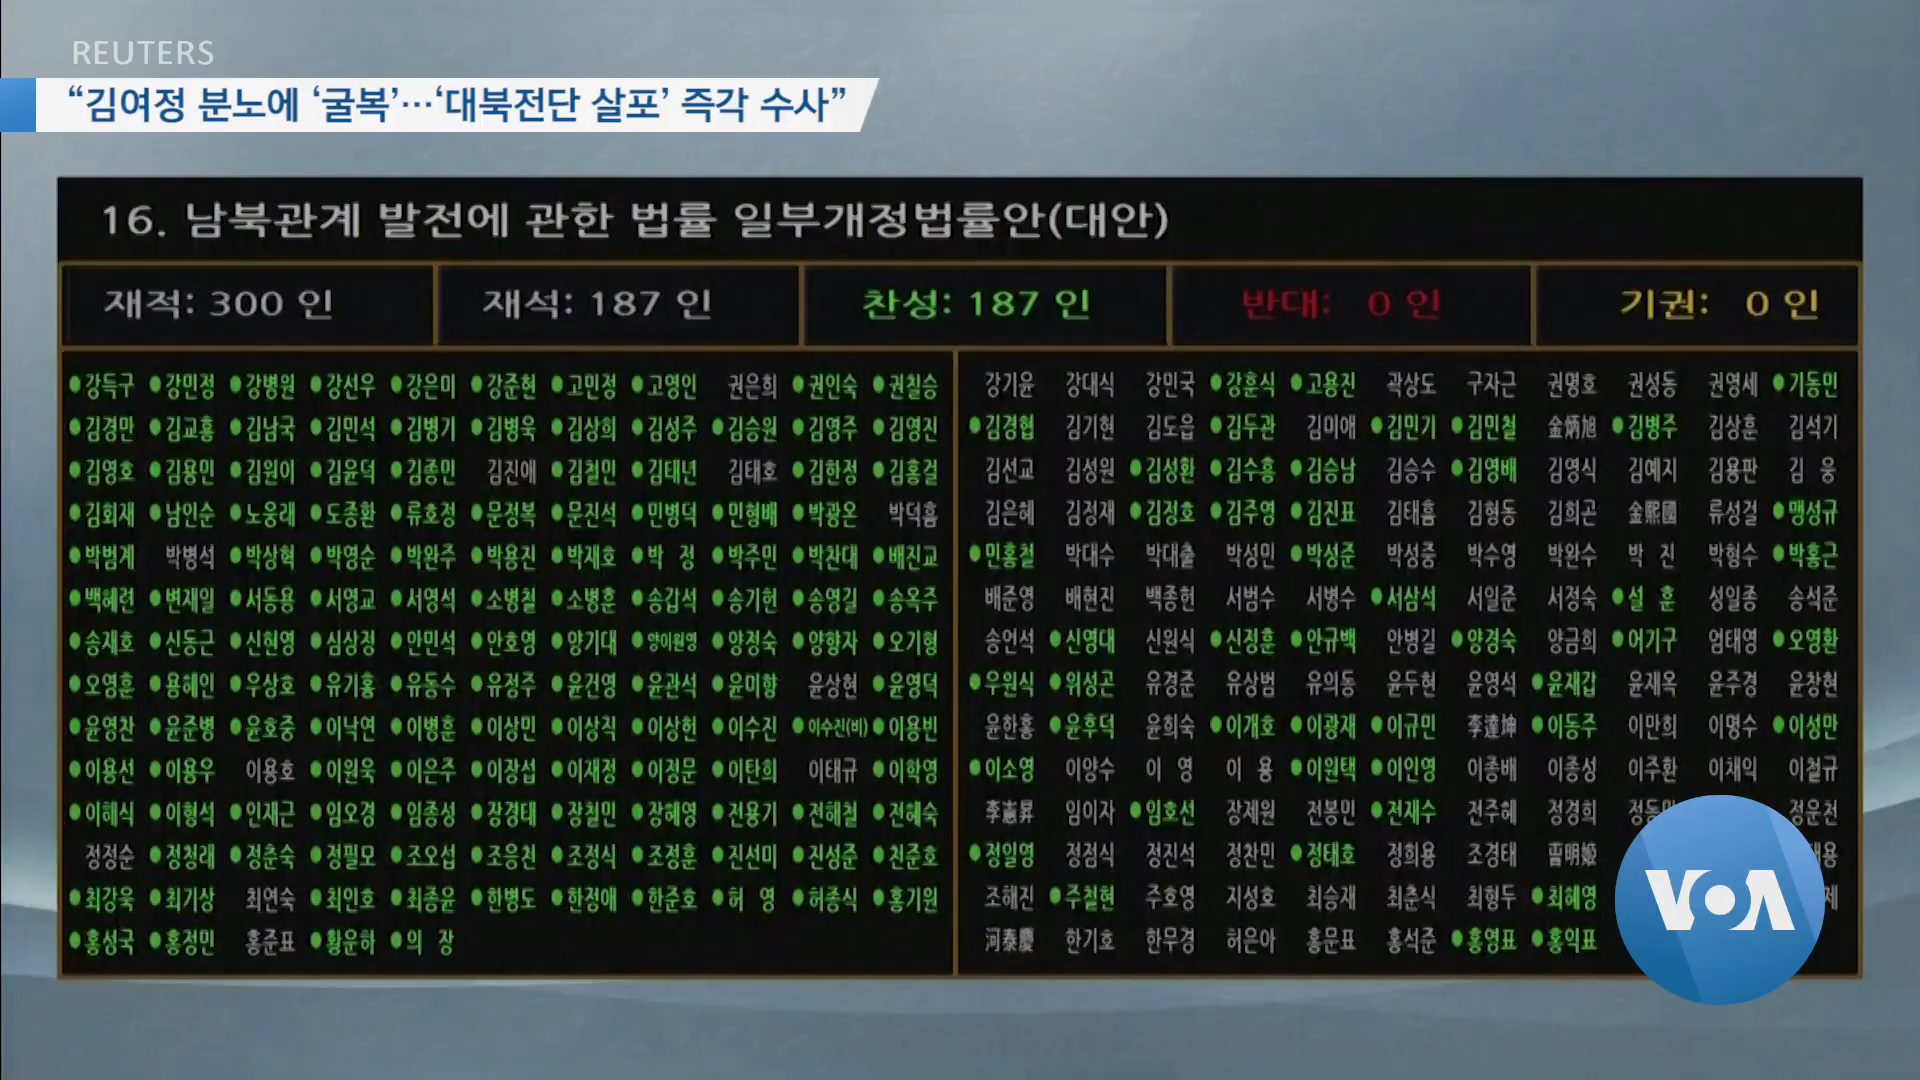 REUTERS
“김여정 분노에 ‘굴복’…‘대북전단 살포’ 즉각 수사”
16. 남북관계 발전에 관한 법률 일부개정법률안(대안)
재적: 300 인 재석: 187 인 찬성: 187 인 반대: 0 인 기권: 0 인
강득구 강민정 강병원 강선우 강은미 강준현 고민정 고영인 권은희 권인숙 권칠승
김경만 김교흥 김남국 김민석 김병기 김병욱 김상희 김성주 김승원 김영주 김영진
김영호 김용민 김원이 김윤덕 김종민 김진애 김철민 김태년 김태호 김한정 김홍걸
김회재 남인순 노웅래 도종환 류호정 문정복 문진석 민병덕 민형배 박광온 박덕흠
박범계 박병석 박상혁 박영순 박완주 박용진 박재호 박 정 박주민 박찬대 배진교
백혜련 변재일 서동용 서영교 서영석 소병철 소병훈 송갑석 송기헌 송영길 송옥주
송재호 신동근 신현영 심상정 안민석 안호영 양기대 양이원영 양정숙 양향자 오기형
오영훈 용혜인 우상호 유기홍 유동수 유정주 윤건영 윤관석 윤미향 윤상현 윤영덕
윤영찬 윤준병 윤호중 이낙연 이병훈 이상민 이상직 이상헌 이수진 이수진(비) 이용빈
이용선 이용우 이용호 이원욱 이은주 이장섭 이재정 이정문 이탄희 이태규 이학영
이해식 이형석 인재근 임오경 임종성 장경태 장철민 장혜영 전용기 전해철 전혜숙
정정순 정청래 정춘숙 정필모 조오섭 조응천 조정식 조정훈 진선미 진성준 천준호
최강욱 최기상 최연숙 최인호 최종윤 한병도 한정애 한준호 허 영 허종식 홍기원
홍성국 홍정민 홍준표 황운하 의 장
강기윤 강대식 강민국 강훈식 고용진 곽상도 구자근 권명호 권성동 권영세 기동민
김경협 김기현 김도읍 김두관 김미애 김민기 김민철 金炳旭 김병주 김상훈 김석기
김선교 김성원 김성환 김수흥 김승남 김승수 김영배 김영식 김예지 김용판 김 웅
김은혜 김정재 김정호 김주영 김진표 김태흠 김형동 김희곤 金熙國 류성걸 맹성규
민홍철 박대수 박대출 박성민 박성준 박성중 박수영 박완수 박 진 박형수 박홍근
배준영 배현진 백종헌 서범수 서병수 서삼석 서일준 서정숙 설 훈 성일종 송석준
송언석 신영대 신원식 신정훈 안규백 안병길 양경숙 양금희 어기구 엄태영 오영환
우원식 위성곤 유경준 유상범 유의동 윤두현 윤영석 윤재갑 윤재옥 윤주경 윤창현
윤한홍 윤후덕 윤희숙 이개호 이광재 이규민 李達坤 이동주 이만희 이명수 이성만
이소영 이양수 이 영 이 용 이원택 이인영 이종배 이종성 이주환 이채익 이철규
李憲昇 임이자 임호선 장제원 전봉민 전재수 전주혜 정경희 정운천
정일영 정점식 정진석 정찬민 정태호 정희용 조경태 曺明姬
조해진 주철현 주호영 지성호 최승재 최춘식 최형두 최혜영
河泰慶 한기호 한무경 허은아 홍문표 홍석준 홍영표 홍익표
VOA